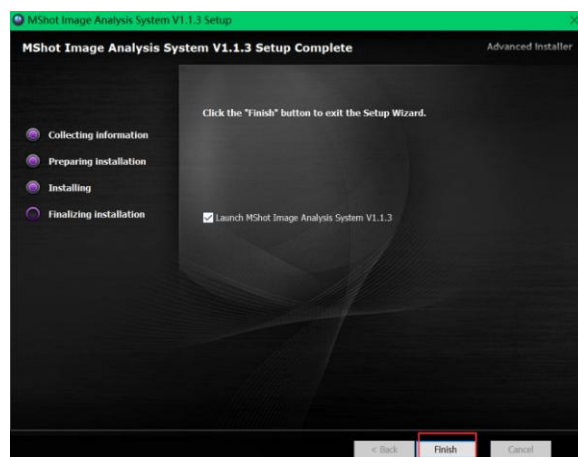 MShot Image Analysis System V1.1.3 Setup
MShot Image Analysis System V1.1.3 Setup Complete
Advanced Installer
Click the "Finish" button to exit the Setup Wizard.
Collecting information
Preparing installation
Installing
Finalizing installation
Launch MShot Image Analysis System V1.1.3
< Back
Finish
Cancel